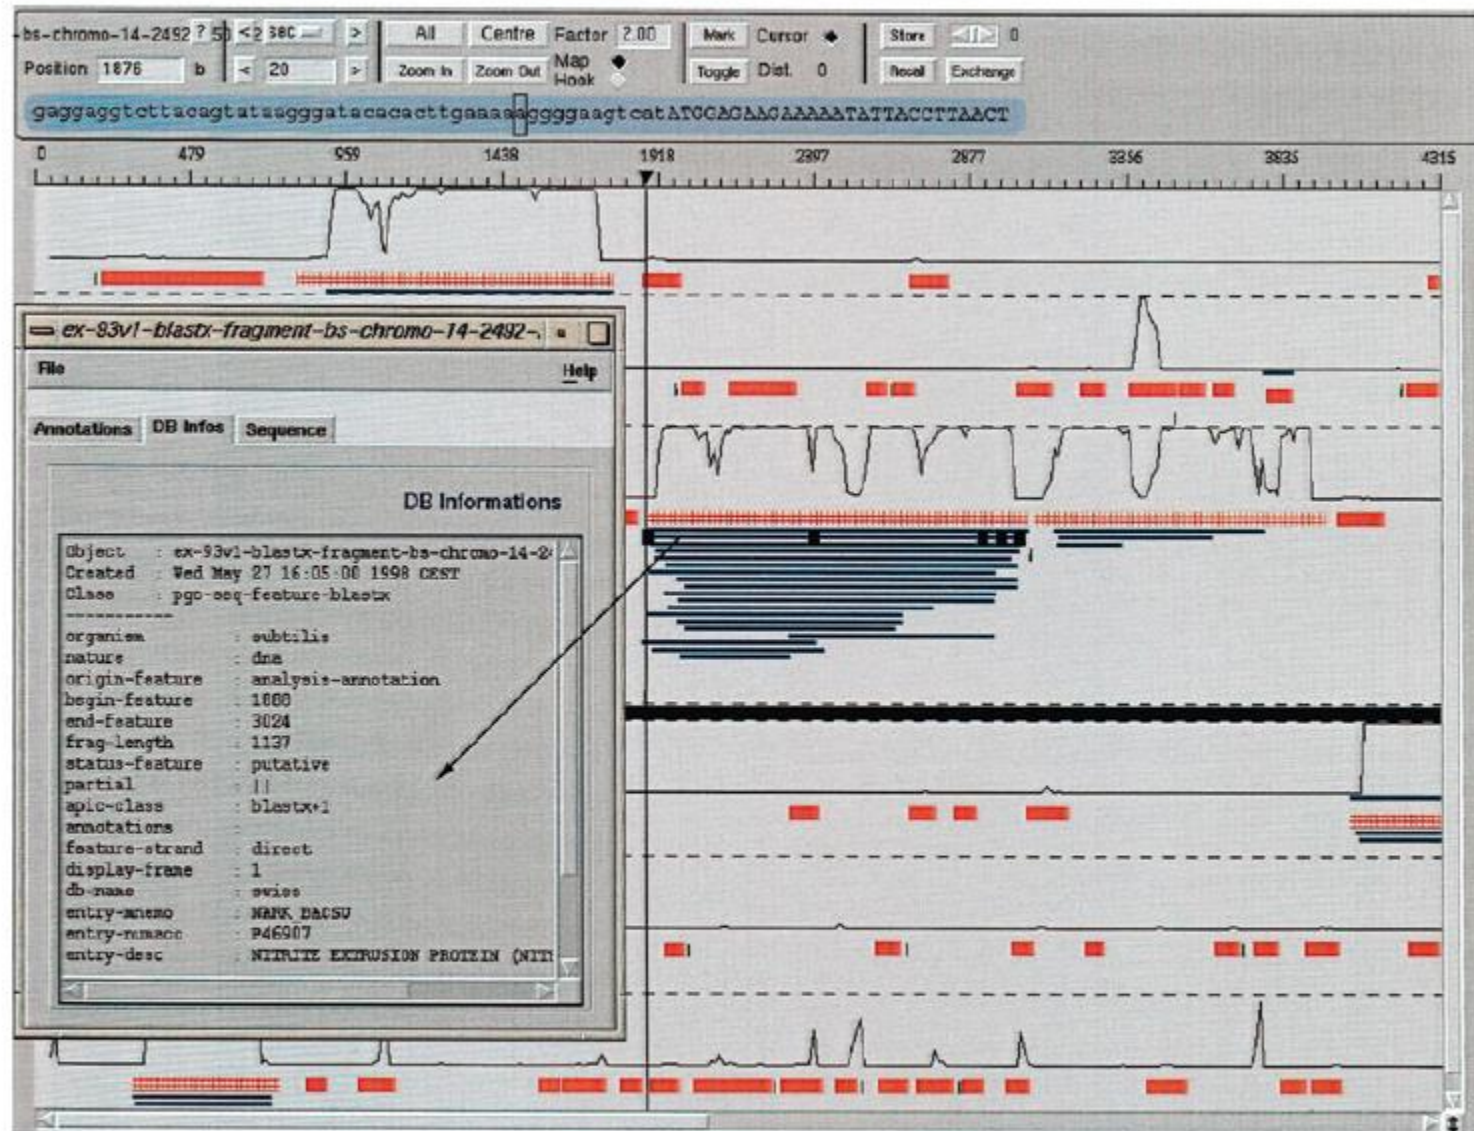 -bs-chromo-14-2492 ? < > All Centre Factor 2.00 Mark Cursor Store 0
Position 1876 b < 20 > Zoom In Zoom Out Map Hook Toggle Dist. 0 Recall Exchange
gaggaggtcttacagtataagggatacacacttgaaaaaggggaagtcatATGGAGAAGAAAAATATTACCTTAACT
0 479 959 1438 1918 2397 2877 3356 3835 4315
ex-93v1-blastx-fragment-bs-chromo-14-2492-
File Help
Annotations DB Infos Sequence
DB Informations
Object : ex-93v1-blastx-fragment-bs-chromo-14-24
Created : Wed May 27 16:05:00 1998 CEST
Class : pgo-seq-feature-blastx
-----------
organism : subtilis
nature : dna
origin-feature : analysis-annotation
begin-feature : 1888
end-feature : 3024
frag-length : 1137
status-feature : putative
partial : ||
apic-class : blastx+1
annotations :
feature-strand : direct
display-frame : 1
db-name : swiss
entry-mnemo : NARK_BACSU
entry-numacc : P46907
entry-desc : NITRITE EXTRUSION PROTEIN (NIT